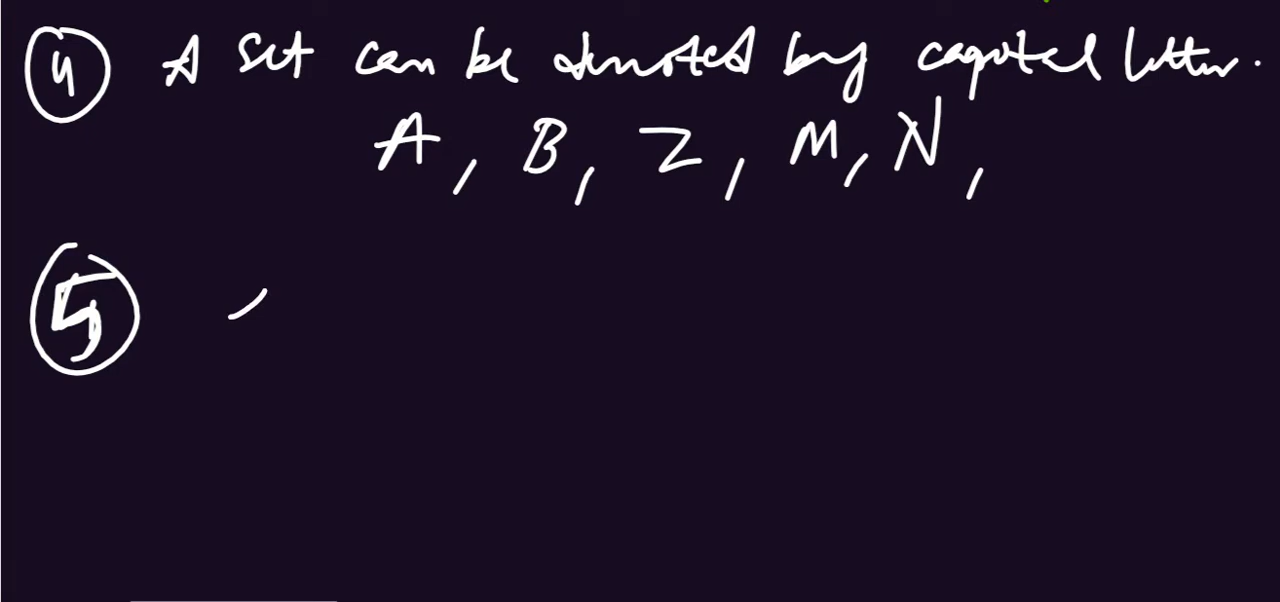 4 A set can be denoted by capital letter.
A, B, Z, M, N,
5